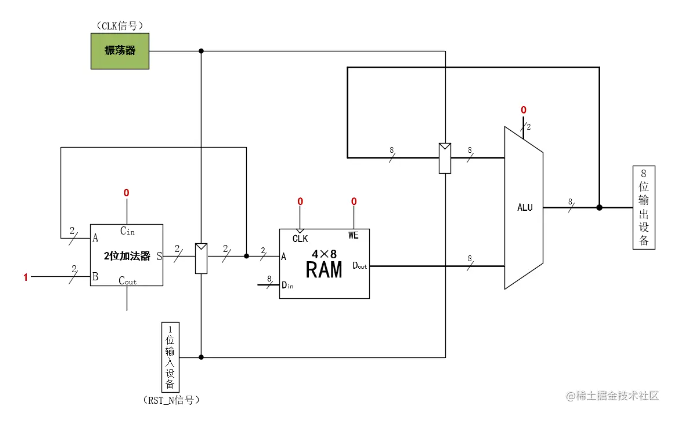 (CLK信号)
振荡器
0
2
8
8
ALU
8
8位输出设备
0
Cin
2
A
2位加法器
S
2
2
1
2
B
Cout
0
0
CLK
WE
2
A
4×8
RAM
Dout
8
8
Din
1位输入设备
(RST_N信号)
@稀土掘金技术社区